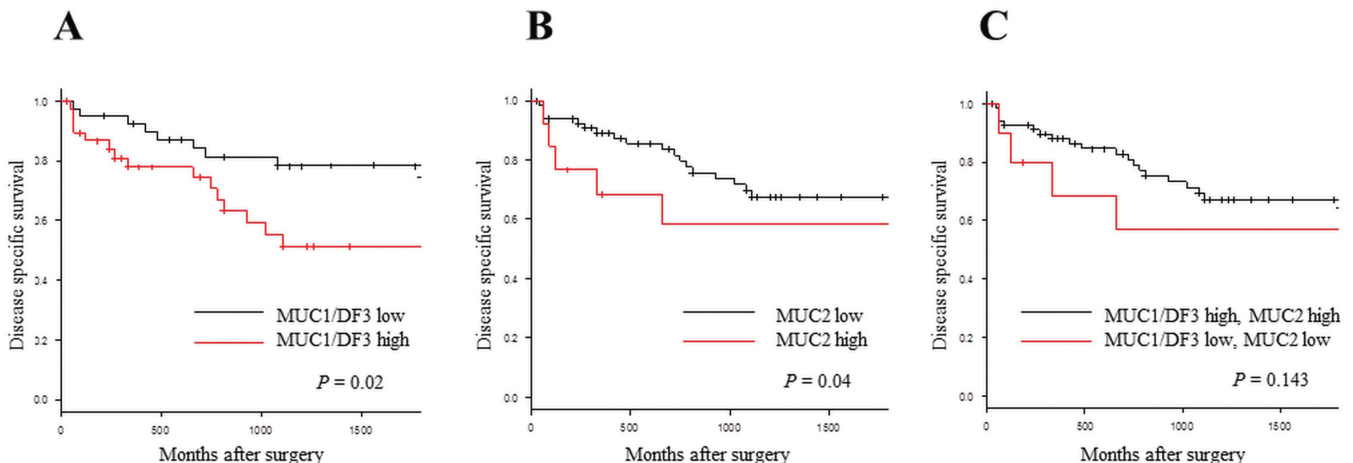 A
B
C
Disease specific survival
1.0
0.8
0.6
0.4
0.2
0.0
MUC1/DF3 low
MUC1/DF3 high
P = 0.02
0
500
1000
1500
Months after surgery
Disease specific survival
1.0
0.8
0.6
0.4
0.2
0.0
MUC2 low
MUC2 high
P = 0.04
0
500
1000
1500
Months after surgery
Disease specific survival
1.0
0.8
0.6
0.4
0.2
0.0
MUC1/DF3 high, MUC2 high
MUC1/DF3 low, MUC2 low
P = 0.143
0
500
1000
1500
Months after surgery